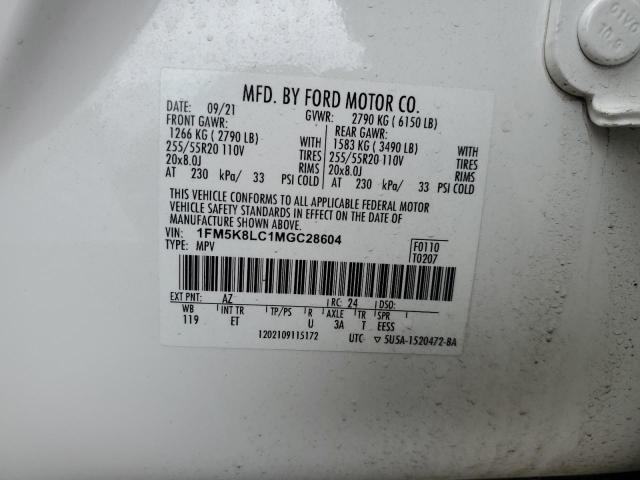 MFD. BY FORD MOTOR CO.
DATE: 09/21 GVWR: 2790 KG ( 6150 LB)
FRONT GAWR: REAR GAWR:
1266 KG ( 2790 LB) WITH 1583 KG ( 3490 LB) WITH
255/55R20 110V TIRES 255/55R20 110V TIRES
20x8.0J RIMS 20x8.0J RIMS
AT 230 kPa/ 33 PSI COLD AT 230 kPa/ 33 PSI COLD
THIS VEHICLE CONFORMS TO ALL APPLICABLE FEDERAL MOTOR
VEHICLE SAFETY STANDARDS IN EFFECT ON THE DATE OF
MANUFACTURE SHOWN ABOVE.
VIN: 1FM5K8LC1MGC28604
TYPE: MPV
F0110
T0207
EXT PNT: AZ RC: 24 DSO:
WB INT TR TP/PS R AXLE TR SPR
119 ET U 3A T EESS
1202109115172 UTC ▽ 5U5A-1520472-BA